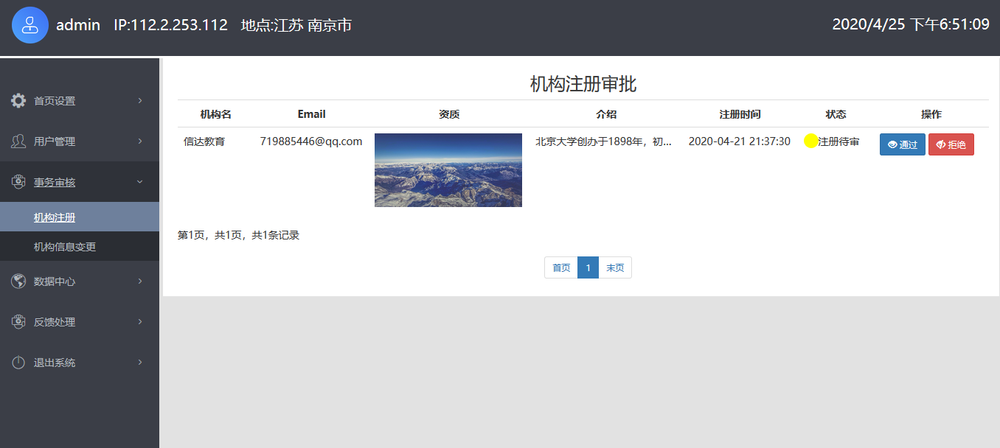 admin IP:112.2.253.112 地点:江苏 南京市 2020/4/25 下午6:51:09
首页设置
用户管理
事务审核
机构注册
机构信息变更
数据中心
反馈处理
退出系统
机构注册审批
机构名 Email 资质 介绍 注册时间 状态 操作
信达教育 719885446@qq.com 北京大学创办于1898年，初... 2020-04-21 21:37:30 注册待审 通过 拒绝
第1页，共1页，共1条记录
首页 1 末页